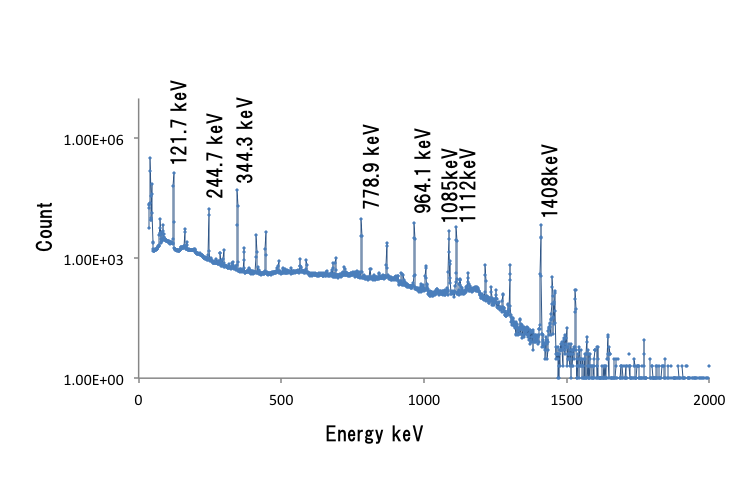 121.7 keV
244.7 keV
344.3 keV
778.9 keV
964.1 keV
1085keV
1112keV
1408keV
1.00E+06
1.00E+03
1.00E+00
Count
0
500
1000
1500
2000
Energy keV